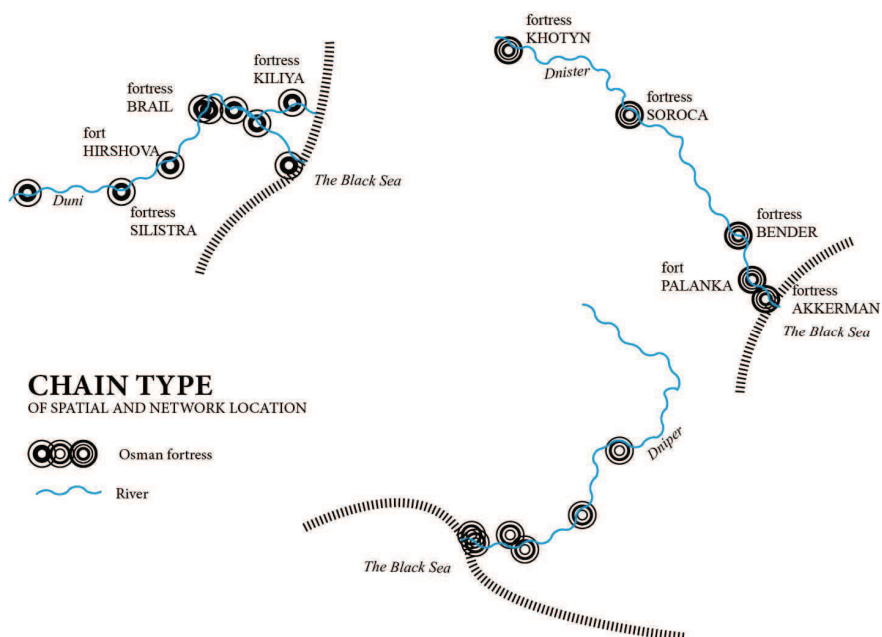 fortress
KHOTYN
Dnister
fortress
KILIYA
fortress
BRAIL
fortress
SOROCA
fort
HIRSHOVA
The Black Sea
Duni
fortress
SILISTRA
fortress
BENDER
fort
PALANKA
fortress
AKKERMAN
The Black Sea
CHAIN TYPE
OF SPATIAL AND NETWORK LOCATION
Osman fortress
River
Dniper
The Black Sea